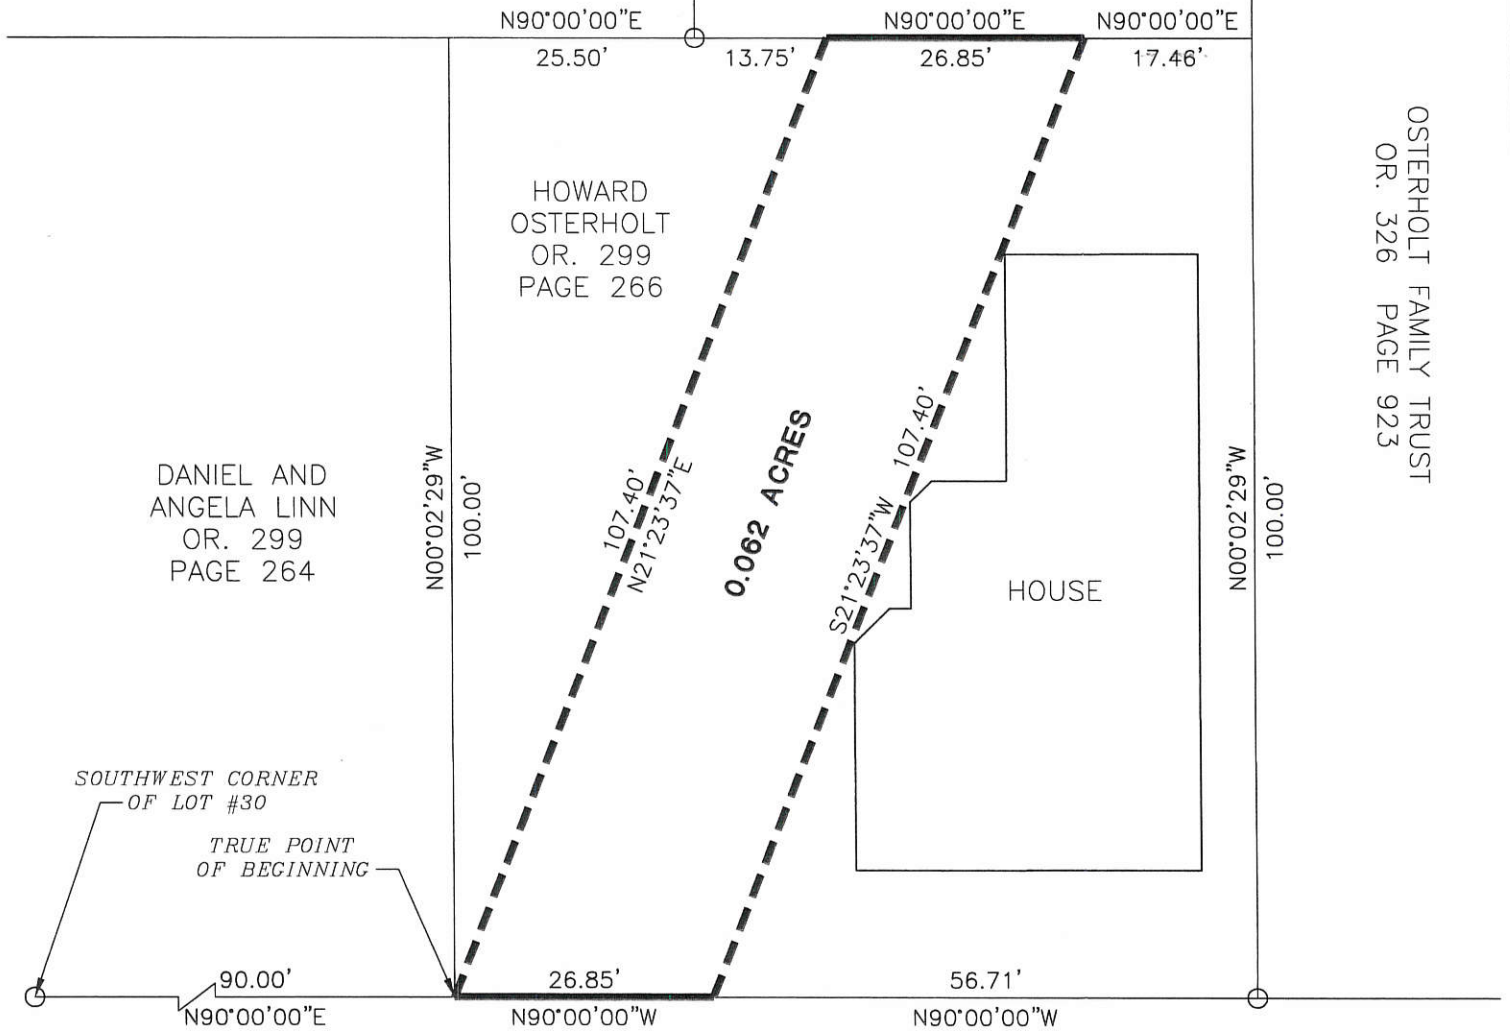 N90°00'00"E
N90°00'00"E
N90°00'00"E
25.50'
13.75'
26.85'
17.46'
OSTERHOLT FAMILY TRUST
OR. 326 PAGE 923
HOWARD
OSTERHOLT
OR. 299
PAGE 266
DANIEL AND
ANGELA LINN
OR. 299
PAGE 264
N00°02'29"W
100.00'
107.40'
N21°23'37"E
0.062 ACRES
107.40'
S21°23'37"W
HOUSE
N00°02'29"W
100.00'
SOUTHWEST CORNER
OF LOT #30
TRUE POINT
OF BEGINNING
90.00'
26.85'
56.71'
N90°00'00"E
N90°00'00"W
N90°00'00"W